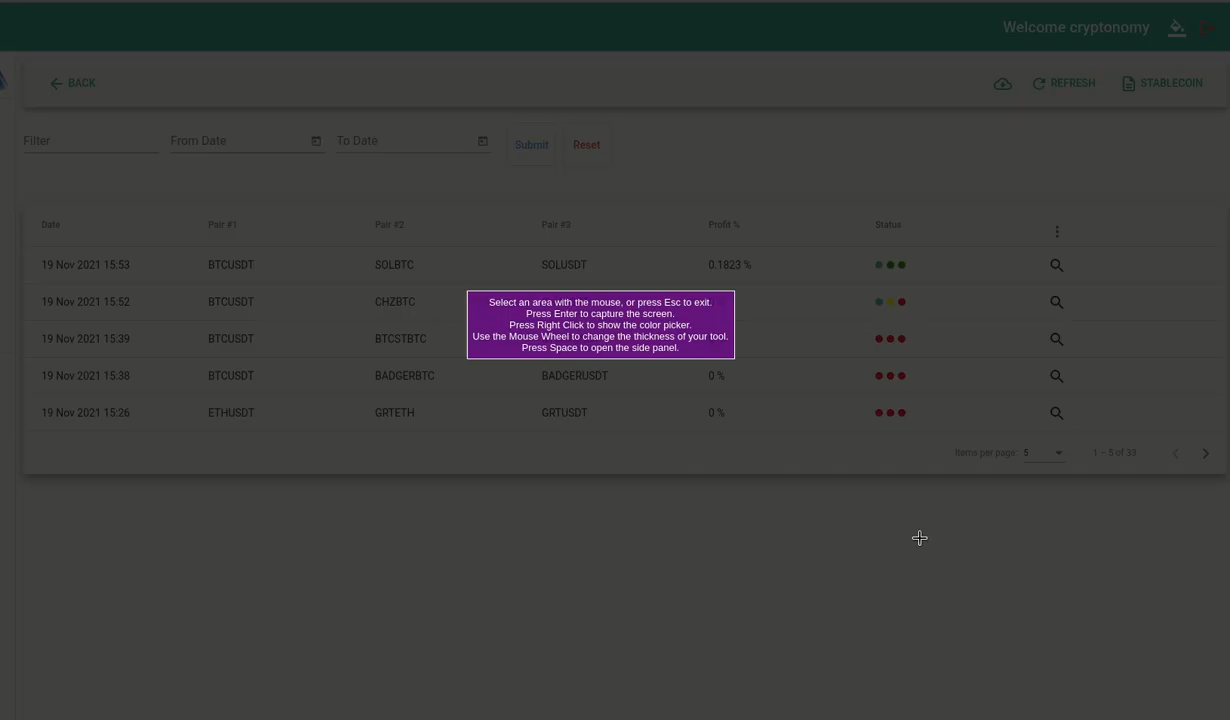 Welcome cryptonomy
BACK
REFRESH
STABLECOIN
Filter
From Date
To Date
Submit
Reset
Date Pair #1 Pair #2 Pair #3 Profit % Status
19 Nov 2021 15:53 BTCUSDT SOLBTC SOLUSDT 0.1823 %
19 Nov 2021 15:52 BTCUSDT CHZBTC
19 Nov 2021 15:39 BTCUSDT BTCSTBTC
19 Nov 2021 15:38 BTCUSDT BADGERBTC BADGERUSDT 0 %
19 Nov 2021 15:26 ETHUSDT GRTETH GRTUSDT 0 %
Select an area with the mouse, or press Esc to exit.
Press Enter to capture the screen.
Press Right Click to show the color picker.
Use the Mouse Wheel to change the thickness of your tool.
Press Space to open the side panel.
Items per page: 5 1 – 5 of 33